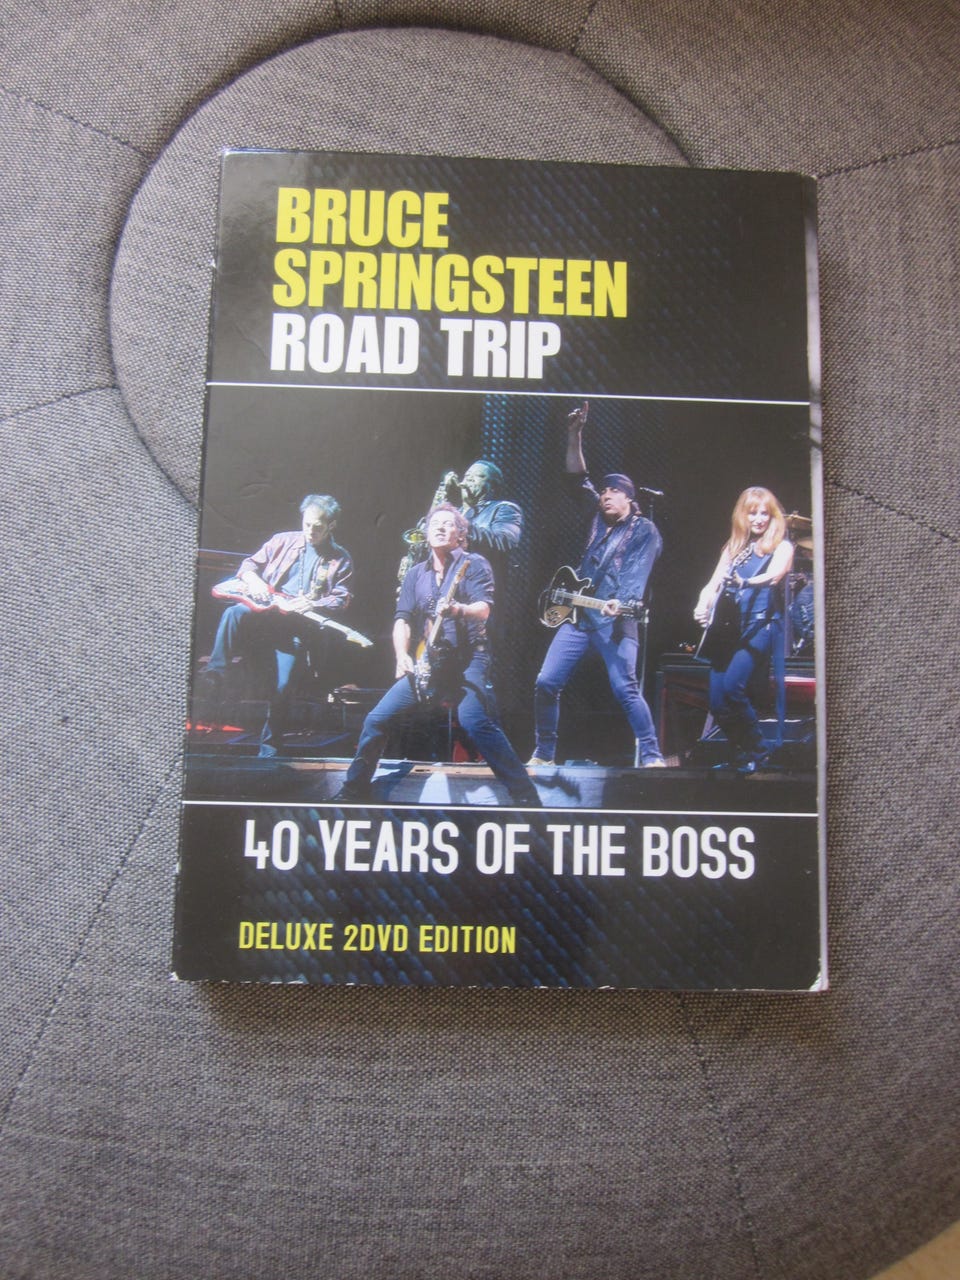 BRUCE
SPRINGSTEEN
ROAD TRIP
40 YEARS OF THE BOSS
DELUXE 2DVD EDITION